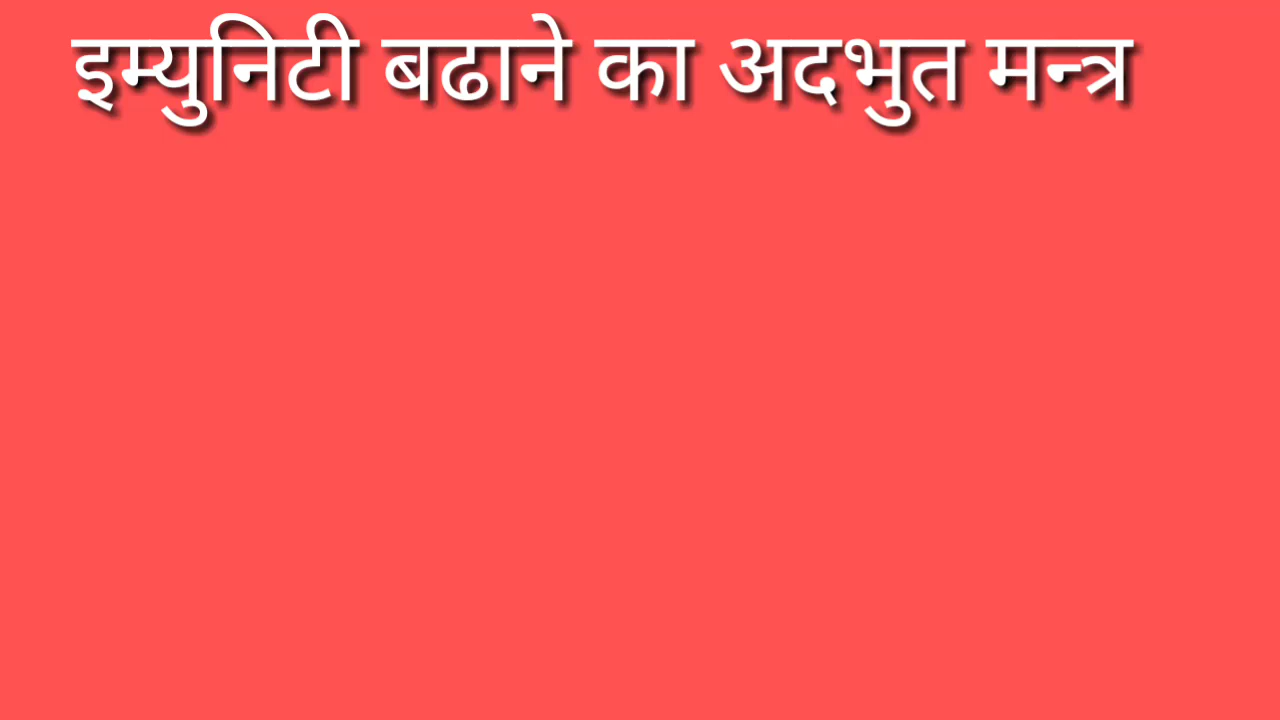 इम्युनिटी बढाने का अदभुत मन्त्र